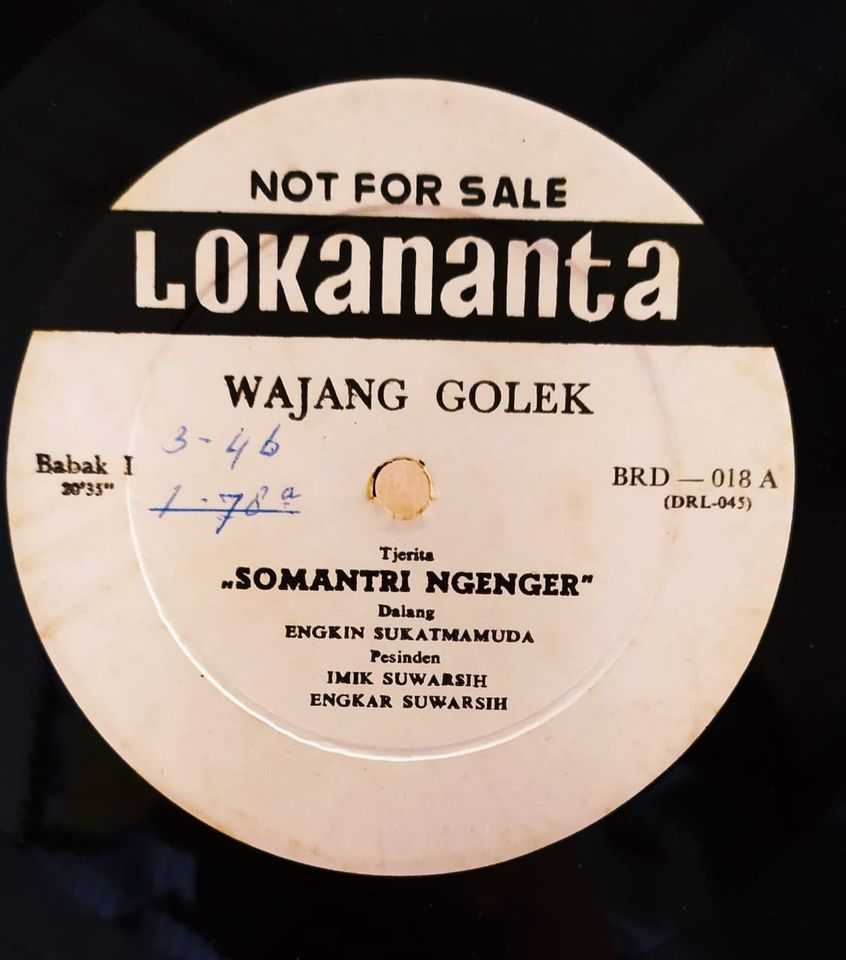 NOT FOR SALE
Lokananta
WAJANG GOLEK
3-46
Babak I
20'35"
1-78a
BRD — 018 A
(DRL-045)
Tjerita
„SOMANTRI NGENGER"
Dalang
ENGKIN SUKATMAMUDA
Pesinden
IMIK SUWARSIH
ENGKAR SUWARSIH